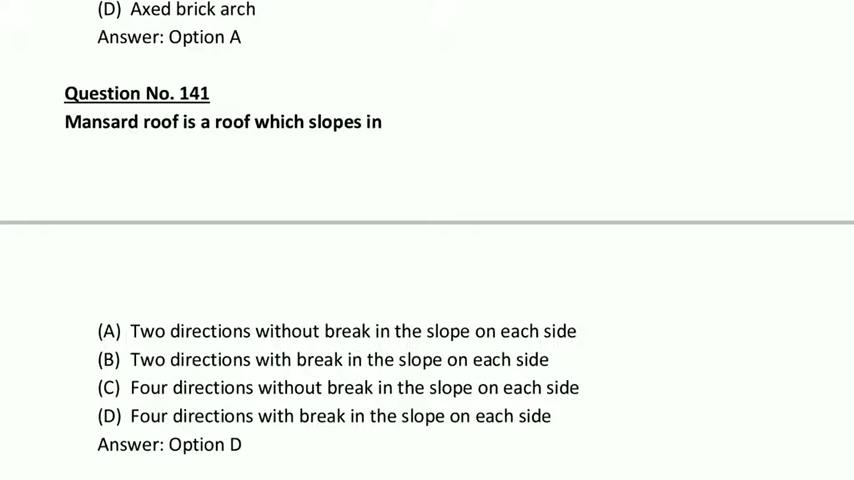 (D) Axed brick arch
Answer: Option A
Question No. 141
Mansard roof is a roof which slopes in
(A) Two directions without break in the slope on each side
(B) Two directions with break in the slope on each side
(C) Four directions without break in the slope on each side
(D) Four directions with break in the slope on each side
Answer: Option D